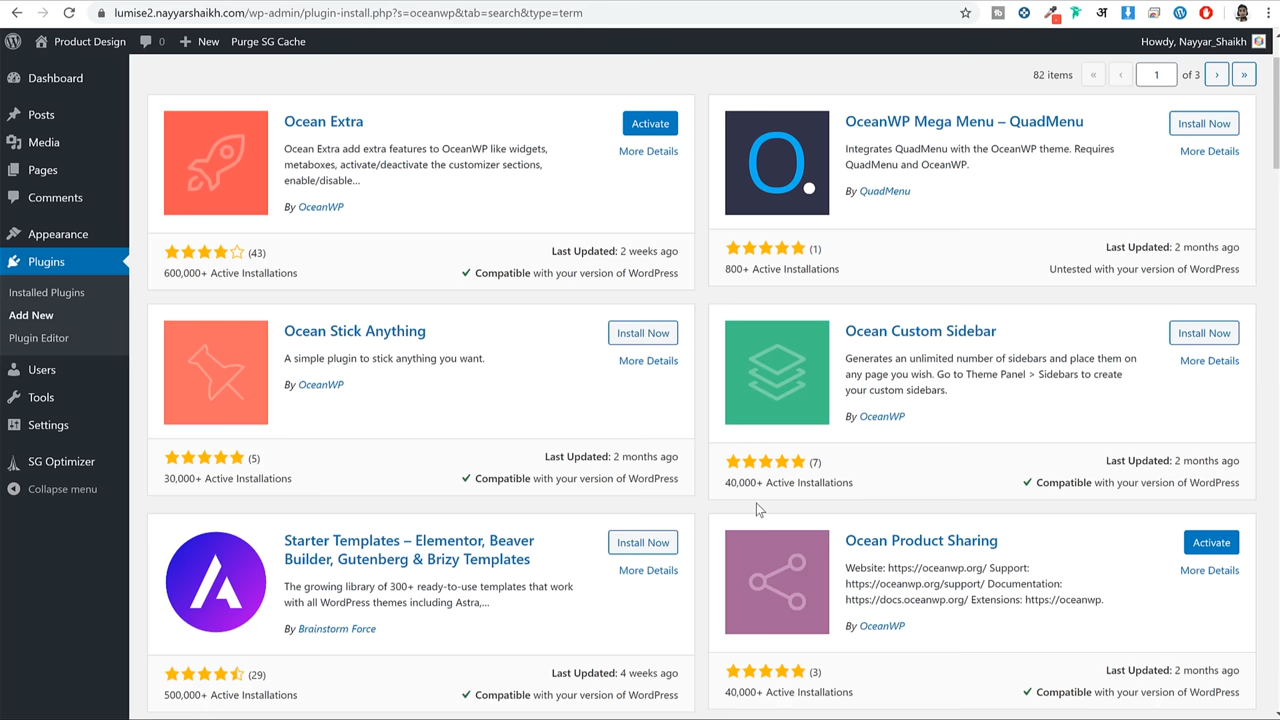 lumise2.nayyarshaikh.com/wp-admin/plugin-install.php?s=oceanwp&tab=search&type=term
अ
Product Design
0
New
Purge SG Cache
Howdy, Nayyar_Shaikh
Dashboard
Posts
Media
Pages
Comments
Appearance
Plugins
Installed Plugins
Add New
Plugin Editor
Users
Tools
Settings
SG Optimizer
Collapse menu
82 items
«
‹
1
of 3
›
»
Ocean Extra
Activate
More Details
Ocean Extra add extra features to OceanWP like widgets,
metaboxes, activate/deactivate the customizer sections,
enable/disable...
By OceanWP
(43)
600,000+ Active Installations
Last Updated: 2 weeks ago
Compatible with your version of WordPress
O.
OceanWP Mega Menu – QuadMenu
Install Now
More Details
Integrates QuadMenu with the OceanWP theme. Requires
QuadMenu and OceanWP.
By QuadMenu
(1)
800+ Active Installations
Last Updated: 2 months ago
Untested with your version of WordPress
Ocean Stick Anything
Install Now
More Details
A simple plugin to stick anything you want.
By OceanWP
(5)
30,000+ Active Installations
Last Updated: 2 months ago
Compatible with your version of WordPress
Ocean Custom Sidebar
Install Now
More Details
Generates an unlimited number of sidebars and place them on
any page you wish. Go to Theme Panel > Sidebars to create
your custom sidebars.
By OceanWP
(7)
40,000+ Active Installations
Last Updated: 2 months ago
Compatible with your version of WordPress
Starter Templates – Elementor, Beaver
Builder, Gutenberg & Brizy Templates
Install Now
More Details
The growing library of 300+ ready-to-use templates that work
with all WordPress themes including Astra,...
By Brainstorm Force
(29)
500,000+ Active Installations
Last Updated: 4 weeks ago
Compatible with your version of WordPress
Ocean Product Sharing
Activate
More Details
Website: https://oceanwp.org/ Support:
https://oceanwp.org/support/ Documentation:
https://docs.oceanwp.org/ Extensions: https://oceanwp.
By OceanWP
(3)
40,000+ Active Installations
Last Updated: 2 months ago
Compatible with your version of WordPress